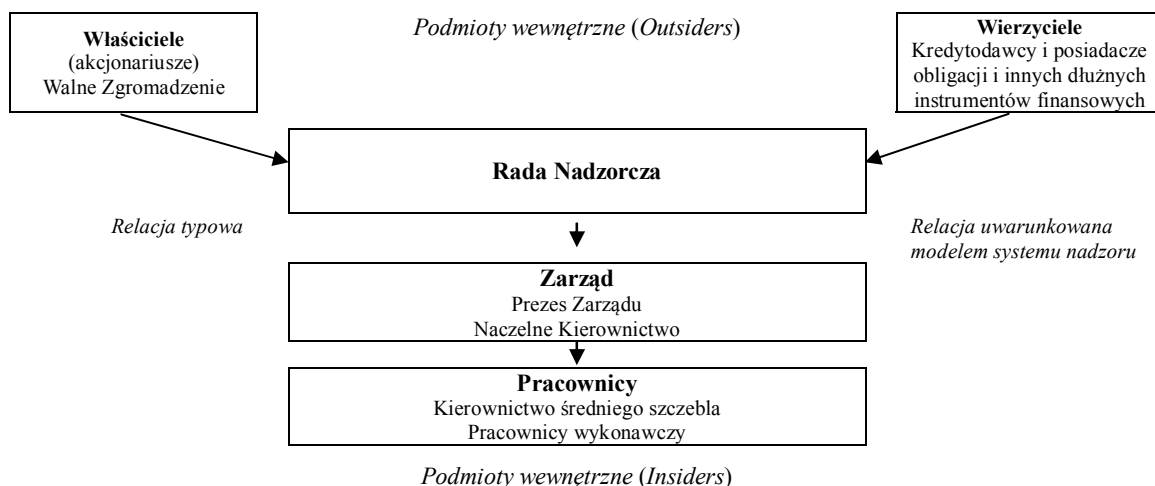 Podmioty wewnętrzne (Outsiders)
Właściciele
(akcjonariusze)
Walne Zgromadzenie
Wierzyciele
Kredytodawcy i posiadacze
obligacji i innych dłużnych
instrumentów finansowych
Rada Nadzorcza
Relacja typowa
Relacja uwarunkowana
modelem systemu nadzoru
Zarząd
Prezes Zarządu
Naczelne Kierownictwo
Pracownicy
Kierownictwo średniego szczebla
Pracownicy wykonawczy
Podmioty wewnętrzne (Insiders)